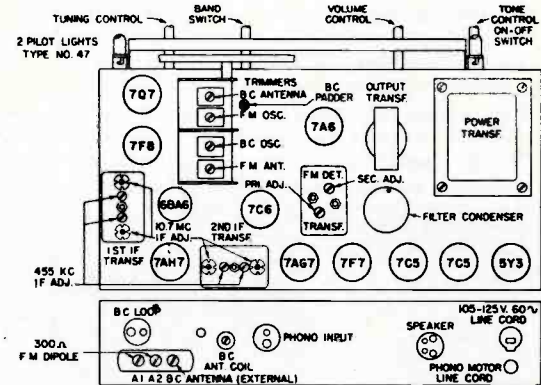 TUNING CONTROL
BAND
SWITCH
VOLUME
CONTROL
TONE
CONTROL
ON-OFF
SWITCH
2 PILOT LIGHTS
TYPE NO. 47
TRIMMERS
BC ANTENNA
FM OSC.
BC OSC.
FM ANT.
BC
PADDER
OUTPUT
TRANSF.
POWER
TRANSF.
7Q7
7F8
7A6
6BA6
7C6
PRI. ADJ.
FM DET.
TRANSF.
SEC. ADJ.
FILTER CONDENSER
10.7 MC
IF ADJ.
1ST IF
TRANSF.
2ND IF
TRANSF.
455 KC
IF ADJ.
7AH7
7AG7
7F7
7C5
7C5
5Y3
BC LOOP
300Ω
FM DIPOLE
A1 A2 BC ANTENNA (EXTERNAL)
BC
ANT. COIL
PHONO INPUT
SPEAKER
105-125 V. 60~
LINE CORD
PHONO MOTOR
LINE CORD